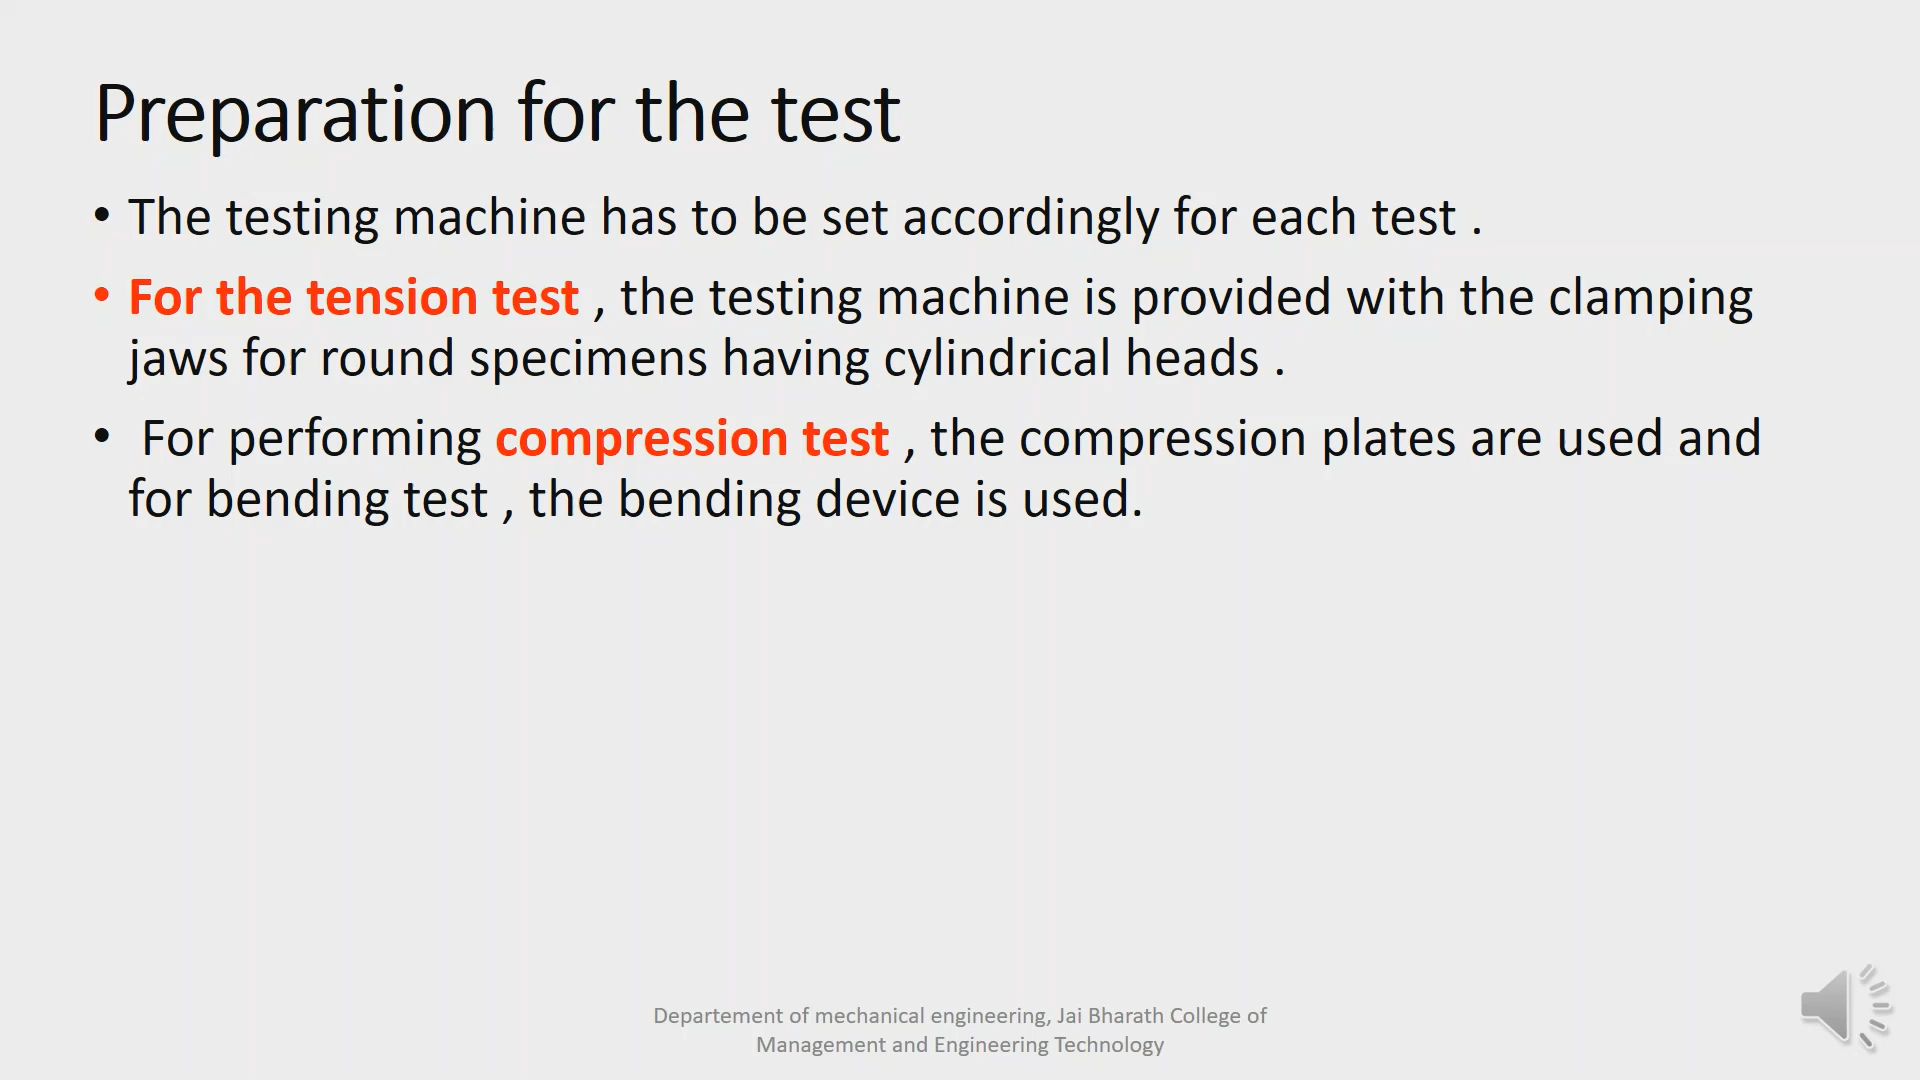 Preparation for the test
• The testing machine has to be set accordingly for each test .
• For the tension test , the testing machine is provided with the clamping
jaws for round specimens having cylindrical heads .
• For performing compression test , the compression plates are used and
for bending test , the bending device is used.
Departement of mechanical engineering, Jai Bharath College of
Management and Engineering Technology